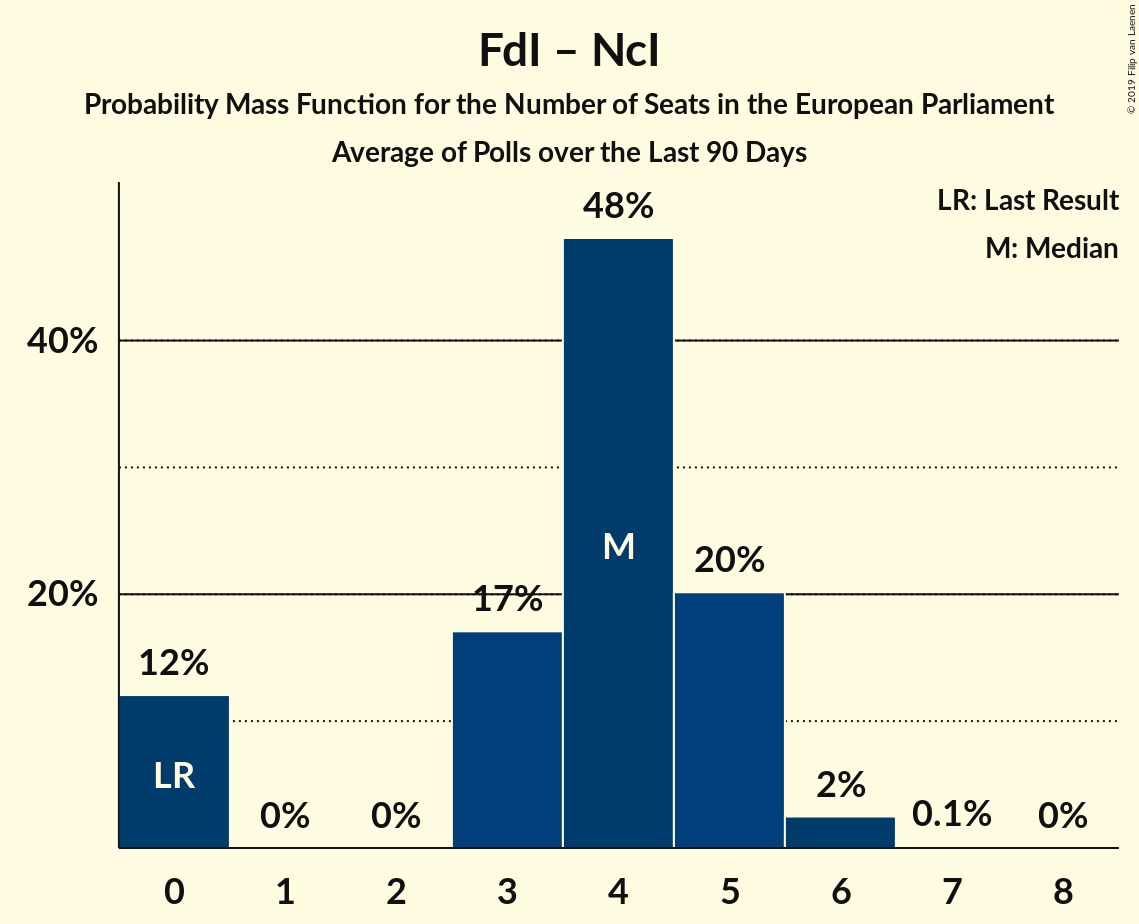 FdI – NcI
Probability Mass Function for the Number of Seats in the European Parliament
Average of Polls over the Last 90 Days
© 2019 Filip van Laenen
LR: Last Result
M: Median
48%
40%
M
20%
20%
17%
12%
LR
0%
0%
2%
0.1%
0%
0 1 2 3 4 5 6 7 8